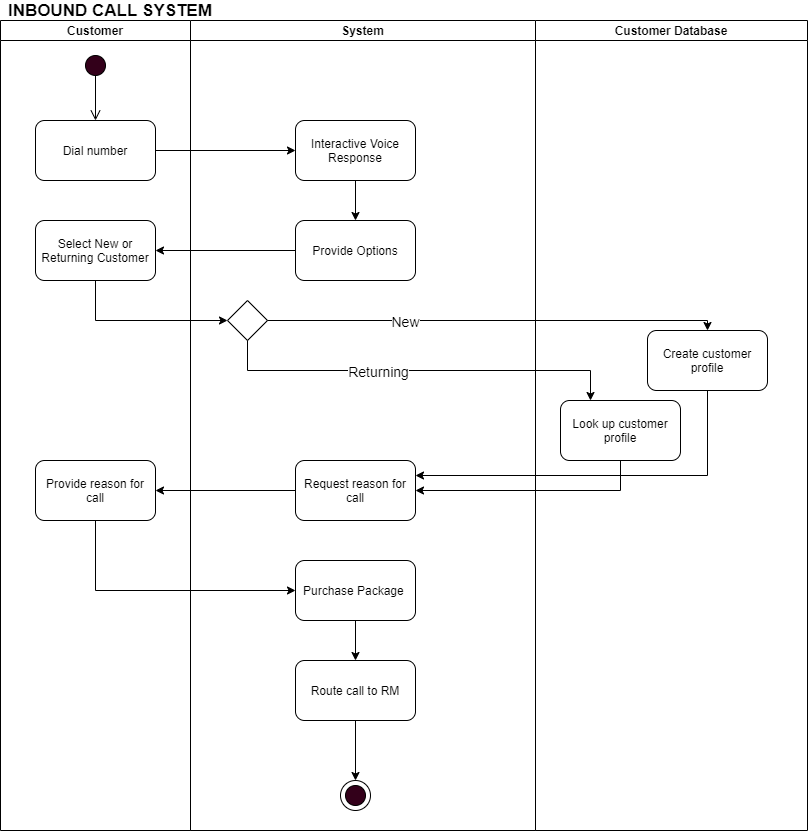 INBOUND CALL SYSTEM
Customer
System
Customer Database
Dial number
Interactive Voice
Response
Select New or
Returning Customer
Provide Options
New
Create customer
profile
Returning
Look up customer
profile
Provide reason for
call
Request reason for
call
Purchase Package
Route call to RM